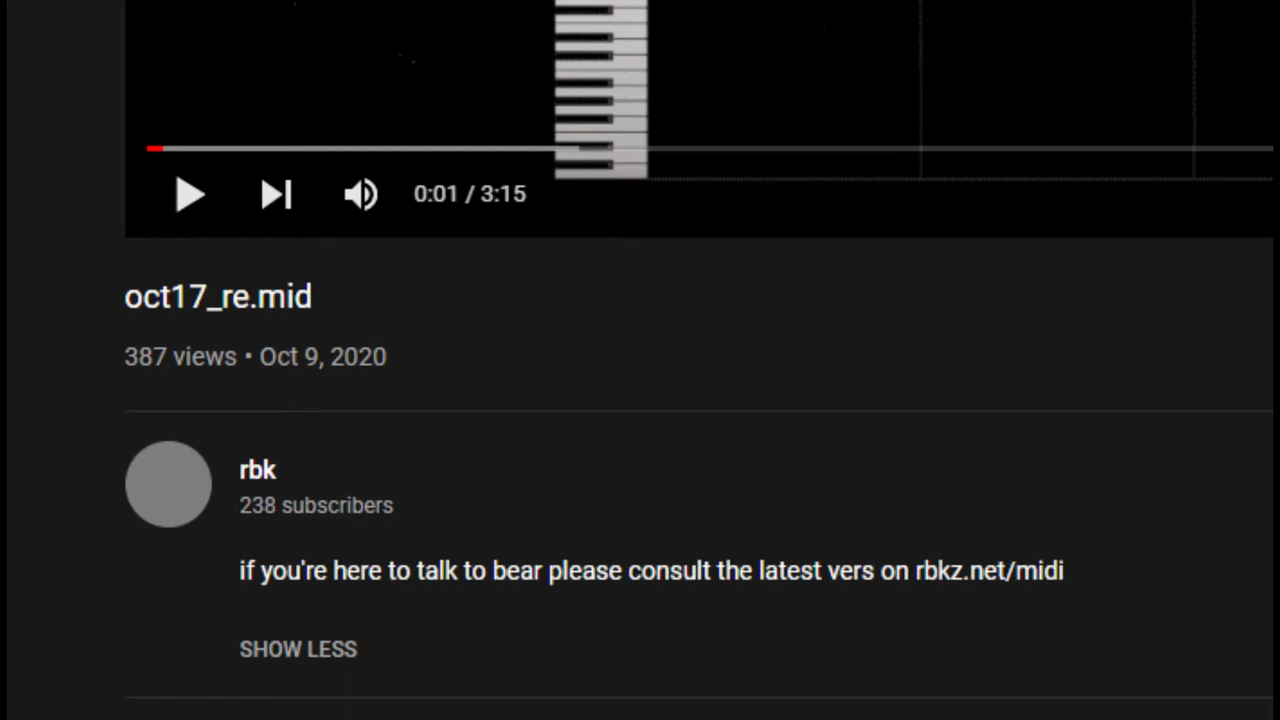 0:01 / 3:15
oct17_re.mid
387 views • Oct 9, 2020
rbk
238 subscribers
if you're here to talk to bear please consult the latest vers on rbkz.net/midi
SHOW LESS